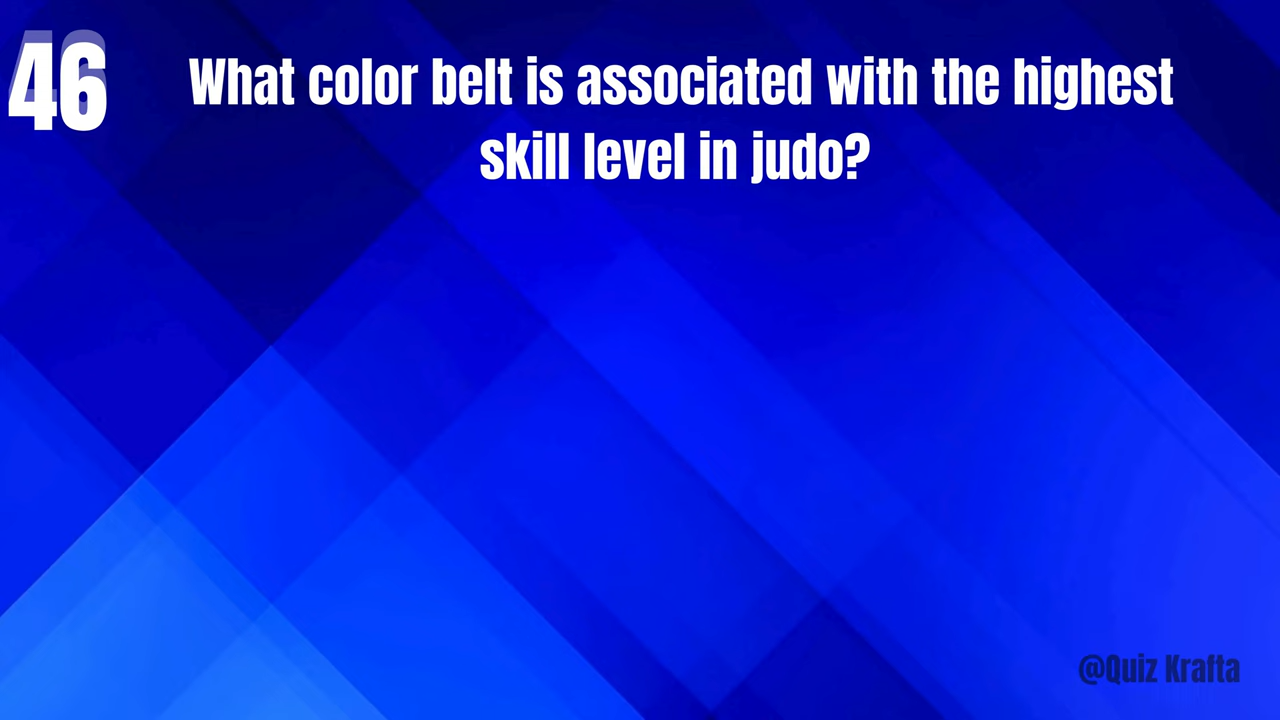 46
What color belt is associated with the highest
skill level in judo?
@Quiz Krafta